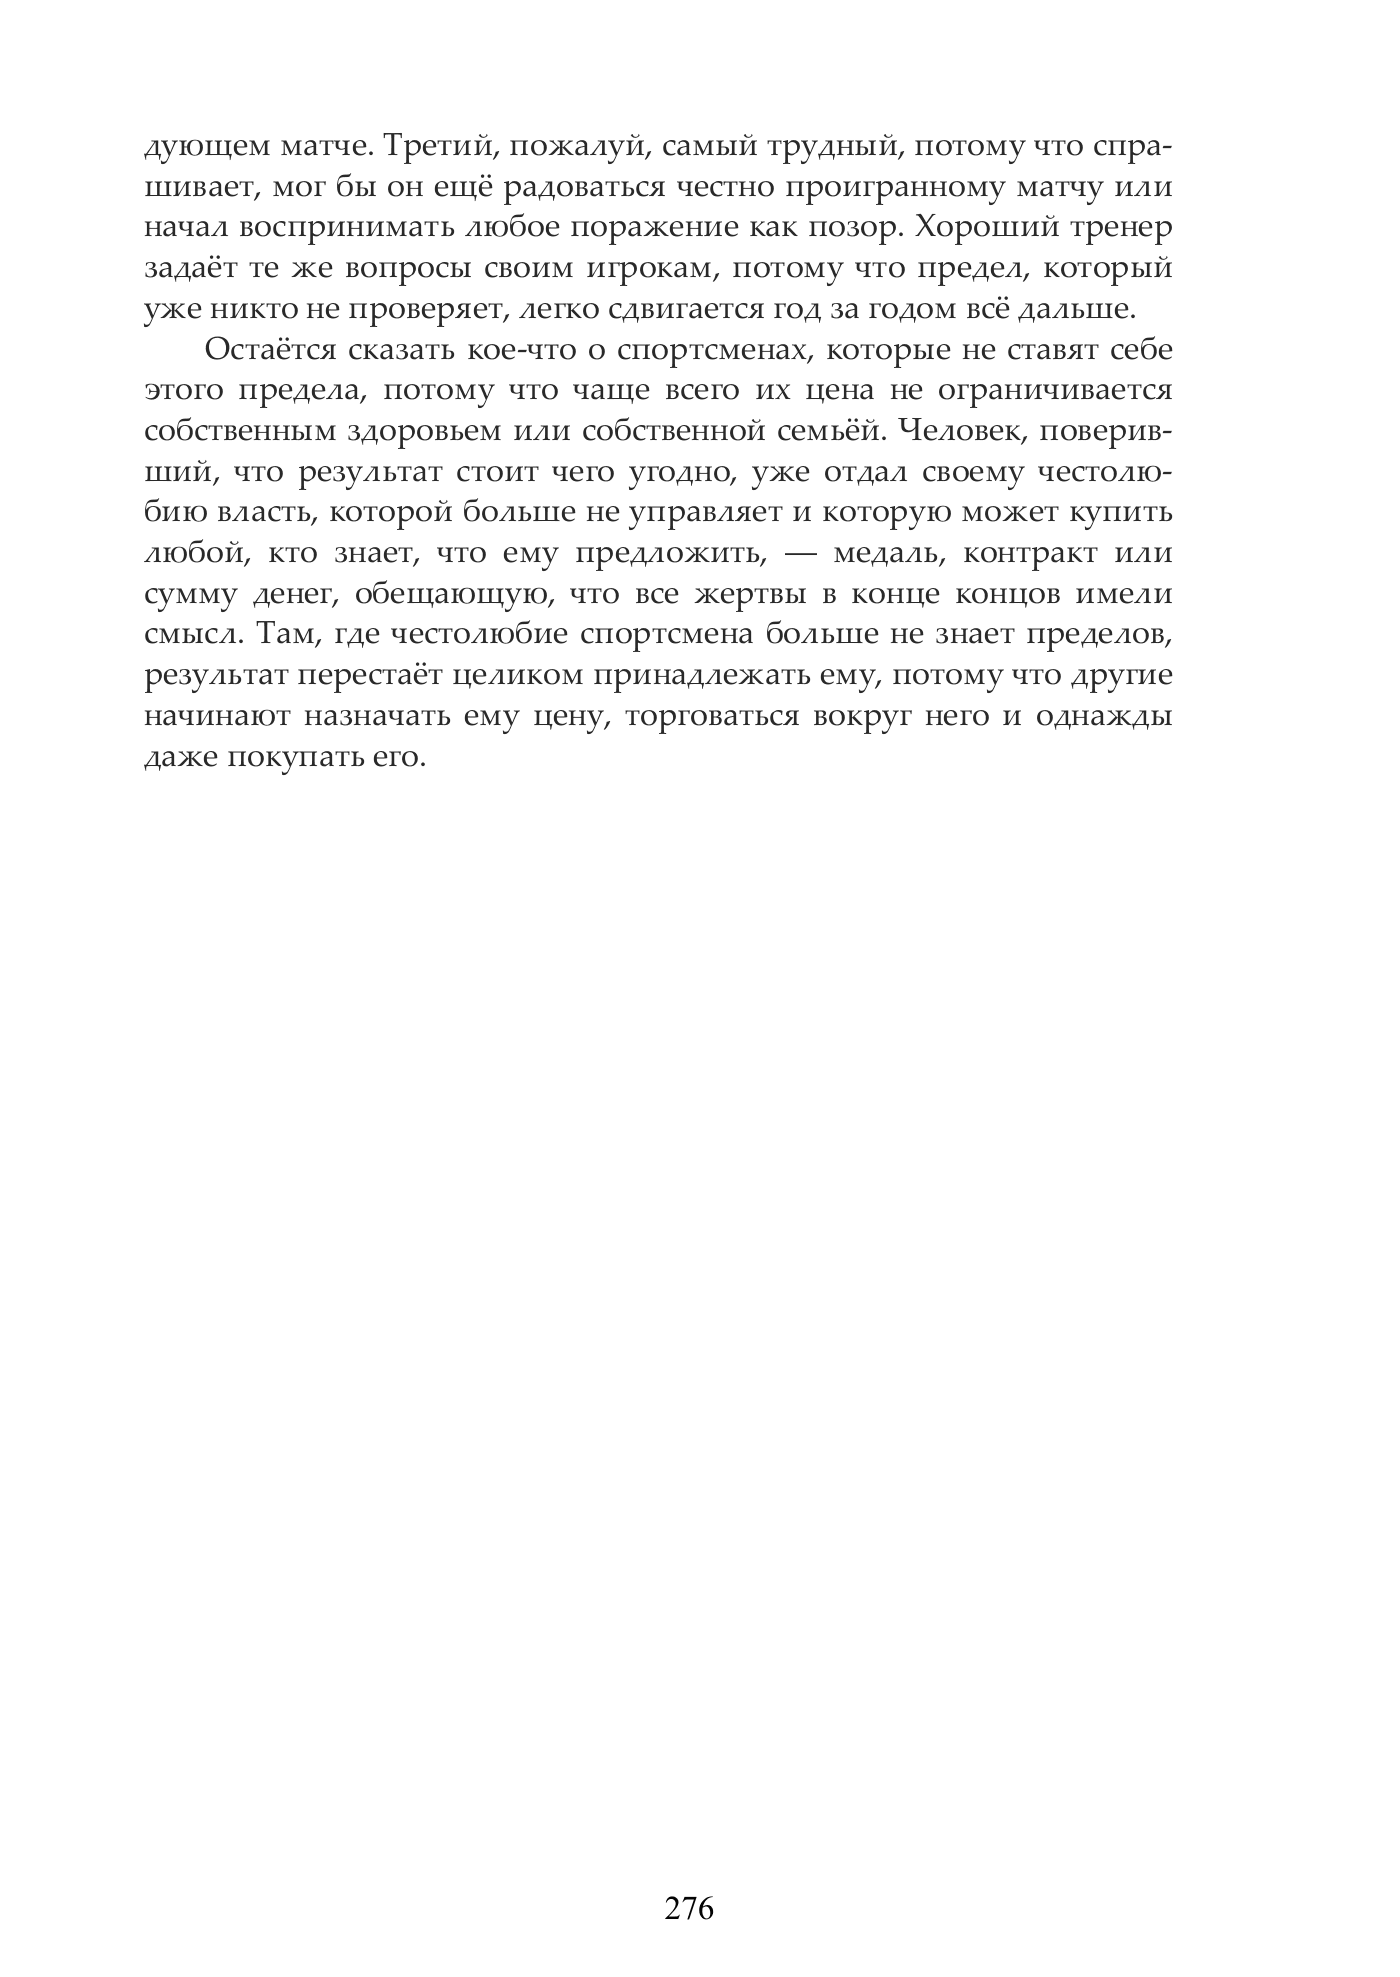 дующем матче. Третий, пожалуй, самый трудный, потому что спра-
шивает, мог бы он ещё радоваться честно проигранному матчу или
начал воспринимать любое поражение как позор. Хороший тренер
задаёт те же вопросы своим игрокам, потому что предел, который
уже никто не проверяет, легко сдвигается год за годом всё дальше.
Остаётся сказать кое-что о спортсменах, которые не ставят себе
этого предела, потому что чаще всего их цена не ограничивается
собственным здоровьем или собственной семьёй. Человек, поверив-
ший, что результат стоит чего угодно, уже отдал своему честолю-
бию власть, которой больше не управляет и которую может купить
любой, кто знает, что ему предложить, — медаль, контракт или
сумму денег, обещающую, что все жертвы в конце концов имели
смысл. Там, где честолюбие спортсмена больше не знает пределов,
результат перестаёт целиком принадлежать ему, потому что другие
начинают назначать ему цену, торговаться вокруг него и однажды
даже покупать его.
276